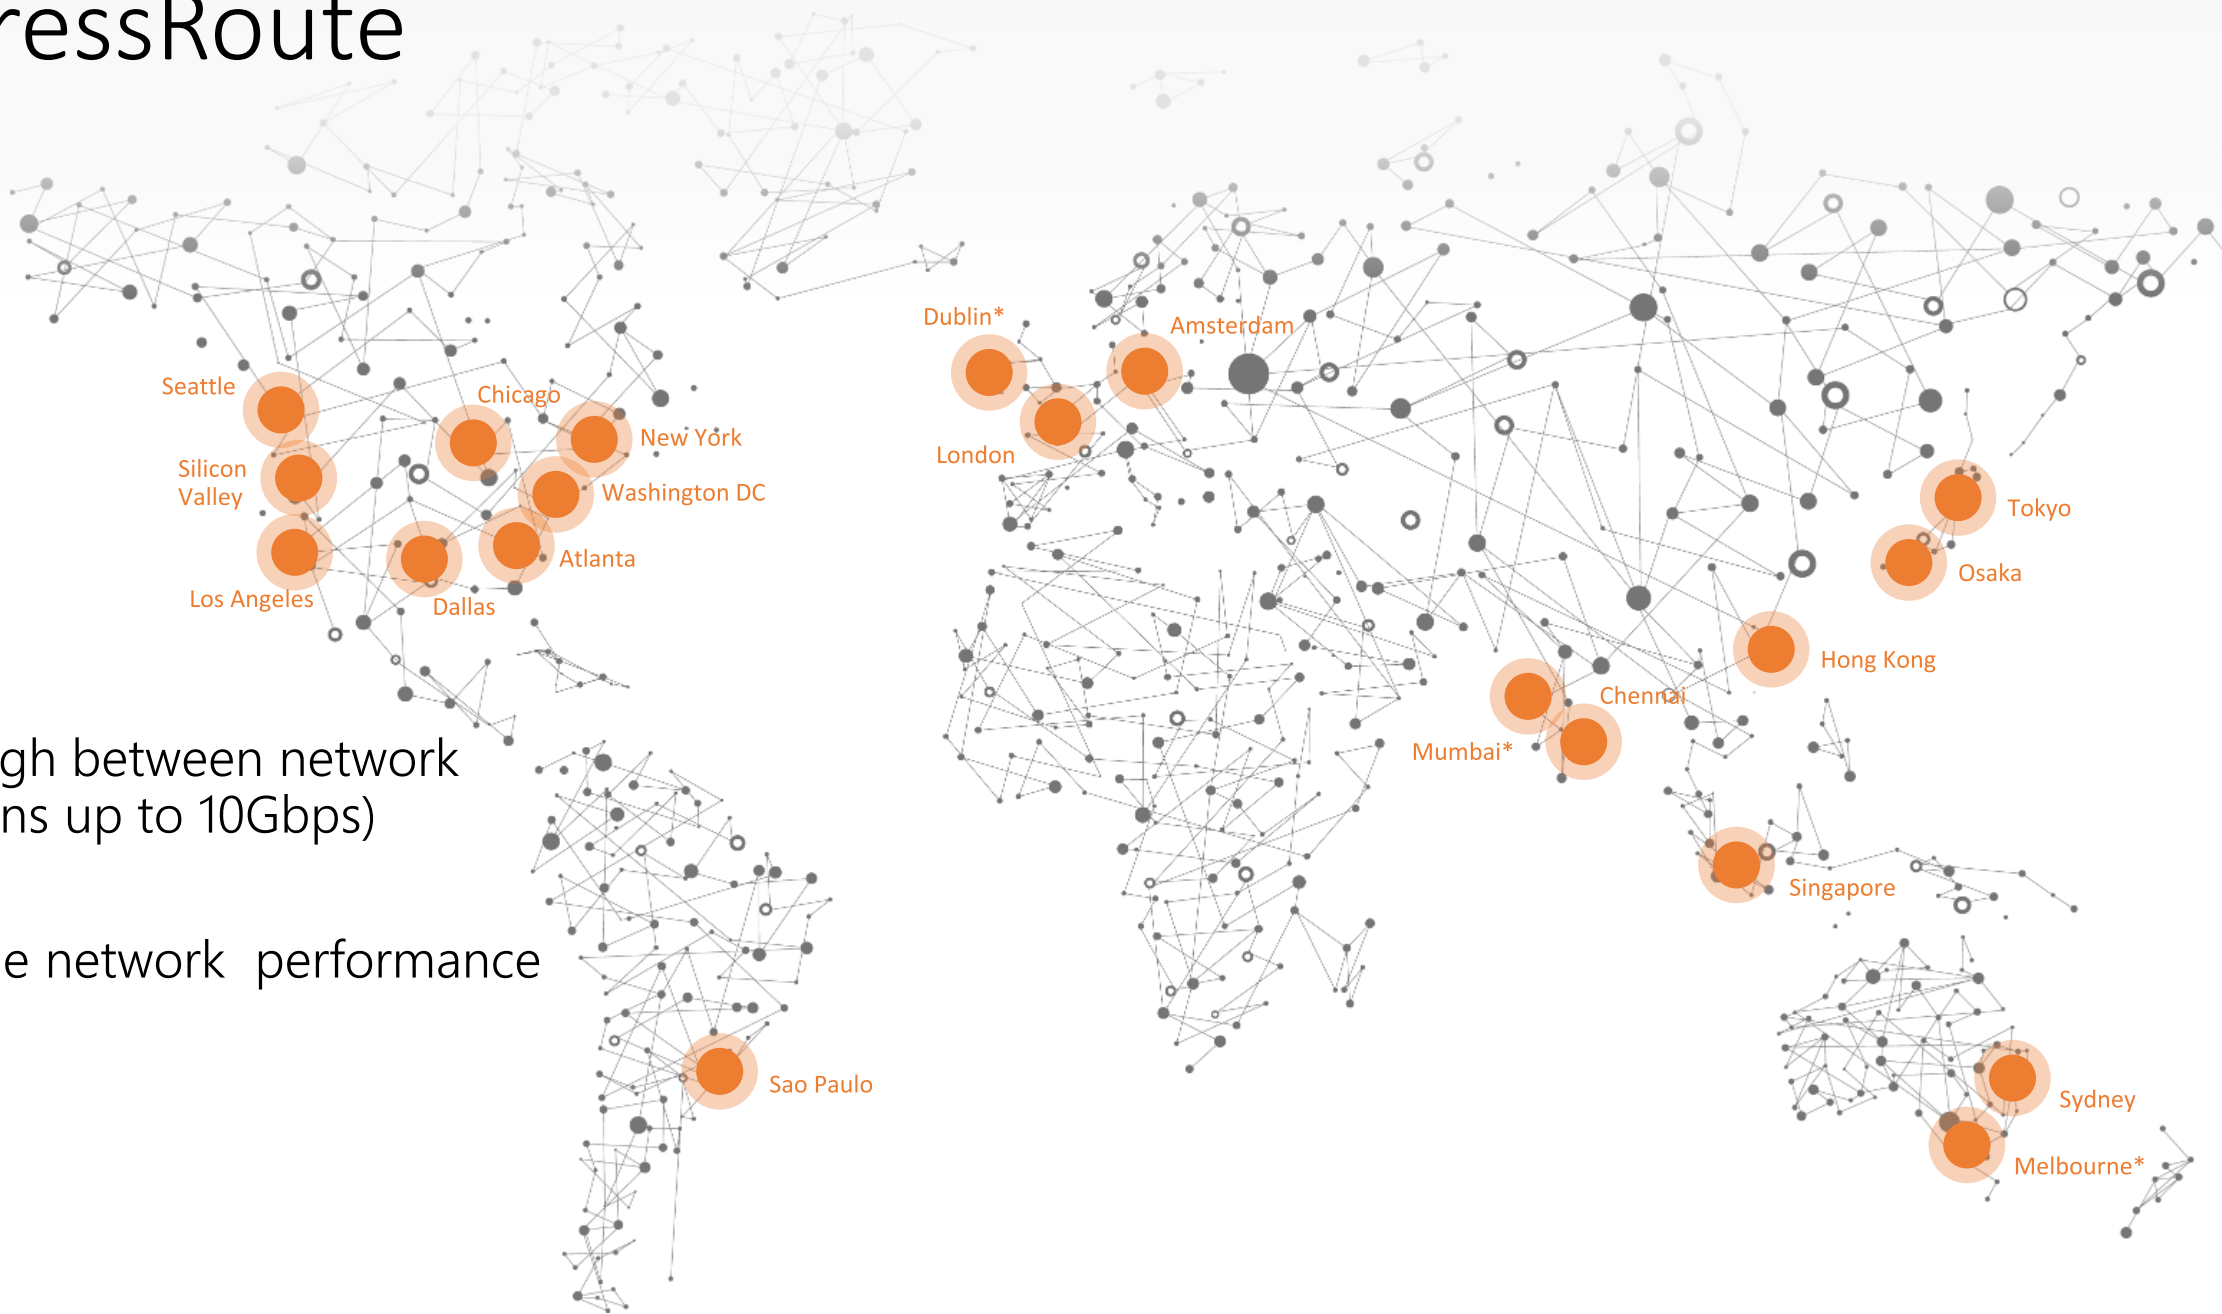 ressRoute
Dublin*
Amsterdam
Seattle
Chicago
New York
London
Silicon
Valley
Washington DC
Tokyo
Atlanta
Osaka
Los Angeles
Dallas
Hong Kong
Chennai
Mumbai*
gh between network
ns up to 10Gbps)
Singapore
e network  performance
Sao Paulo
Sydney
Melbourne*